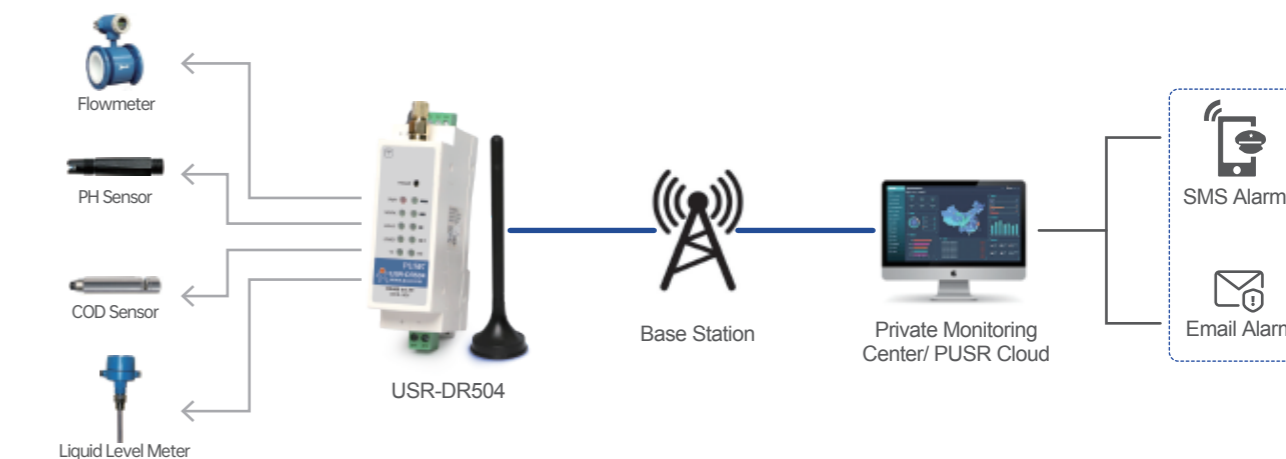 Flowmeter
PH Sensor
COD Sensor
Liquid Level Meter
PUSR
USR-DR504
Base Station
Private Monitoring
Center/ PUSR Cloud
SMS Alarm
Email Alarm